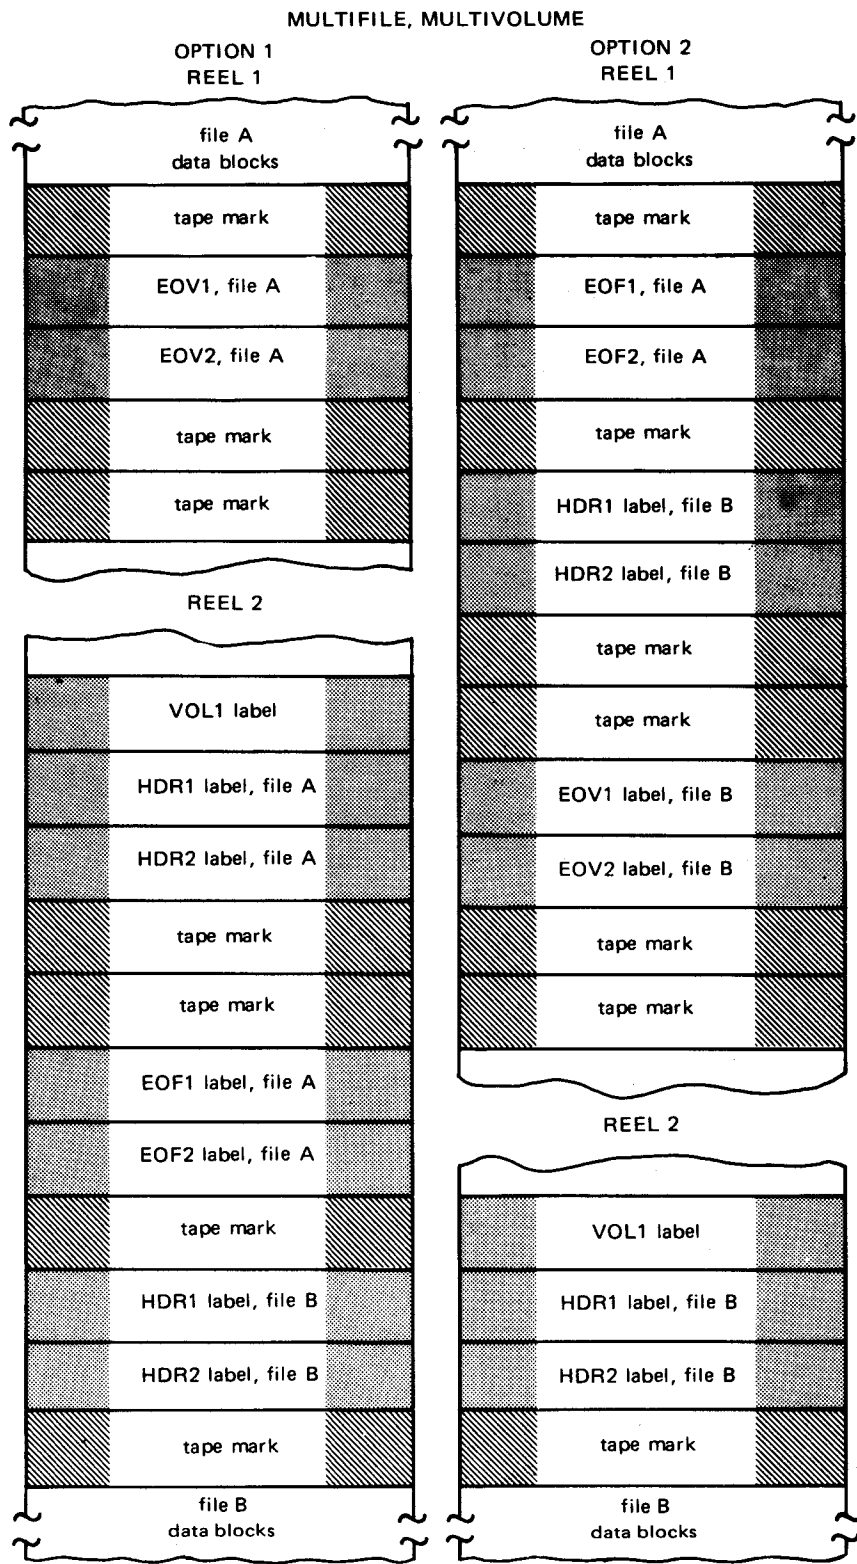 MULTIFILE, MULTIVOLUME
OPTION 1
REEL 1
file A
data blocks
tape mark
EOV1, file A
EOV2, file A
tape mark
tape mark
REEL 2
VOL1 label
HDR1 label, file A
HDR2 label, file A
tape mark
tape mark
EOF1 label, file A
EOF2 label, file A
tape mark
HDR1 label, file B
HDR2 label, file B
tape mark
file B
data blocks
OPTION 2
REEL 1
file A
data blocks
tape mark
EOF1, file A
EOF2, file A
tape mark
HDR1 label, file B
HDR2 label, file B
tape mark
tape mark
EOV1 label, file B
EOV2 label, file B
tape mark
tape mark
REEL 2
VOL1 label
HDR1 label, file B
HDR2 label, file B
tape mark
file B
data blocks